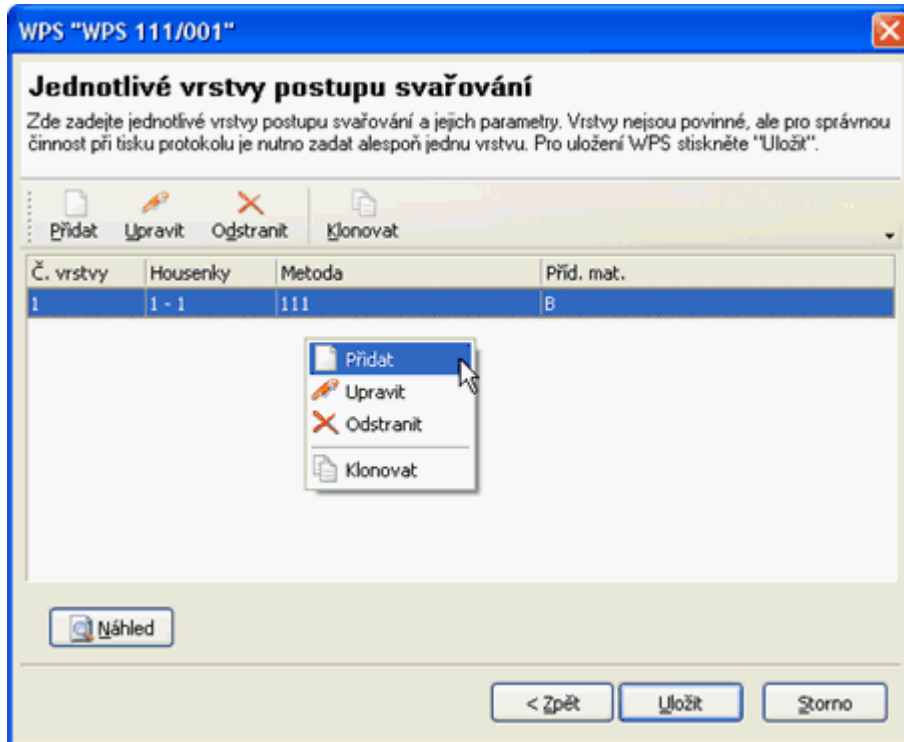 WPS "WPS 111/001"
Jednotlivé vrstvy postupu svařování
Zde zadejte jednotlivé vrstvy postupu svařování a jejich parametry. Vrstvy nejsou povinné, ale pro správnou
činnost při tisku protokolu je nutno zadat alespoň jednu vrstvu. Pro uložení WPS stiskněte "Uložit".
Přidat Upravit Odstranit Klonovat
Č. vrstvy Housenky Metoda Příd. mat.
1 1 - 1 111 B
Přidat
Upravit
Odstranit
Klonovat
Náhled
< Zpět Uložit Storno